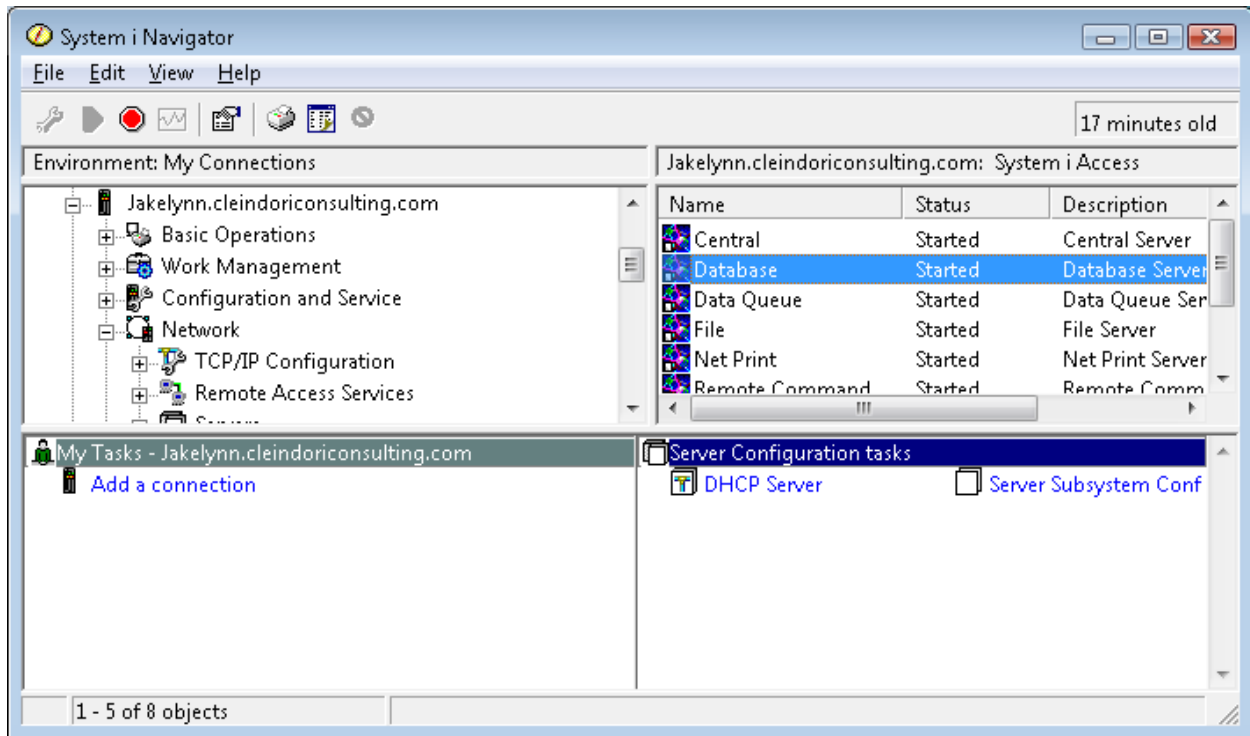 System i Navigator
File Edit View Help
17 minutes old
Environment: My Connections
Jakelynn.cleindoriconsulting.com: System i Access
Jakelynn.cleindoriconsulting.com
Basic Operations
Work Management
Configuration and Service
Network
TCP/IP Configuration
Remote Access Services
Name Status Description
Central Started Central Server
Database Started Database Server
Data Queue Started Data Queue Ser
File Started File Server
Net Print Started Net Print Server
Remote Command Started Remote Comm
My Tasks - Jakelynn.cleindoriconsulting.com
Add a connection
Server Configuration tasks
DHCP Server Server Subsystem Conf
1 - 5 of 8 objects